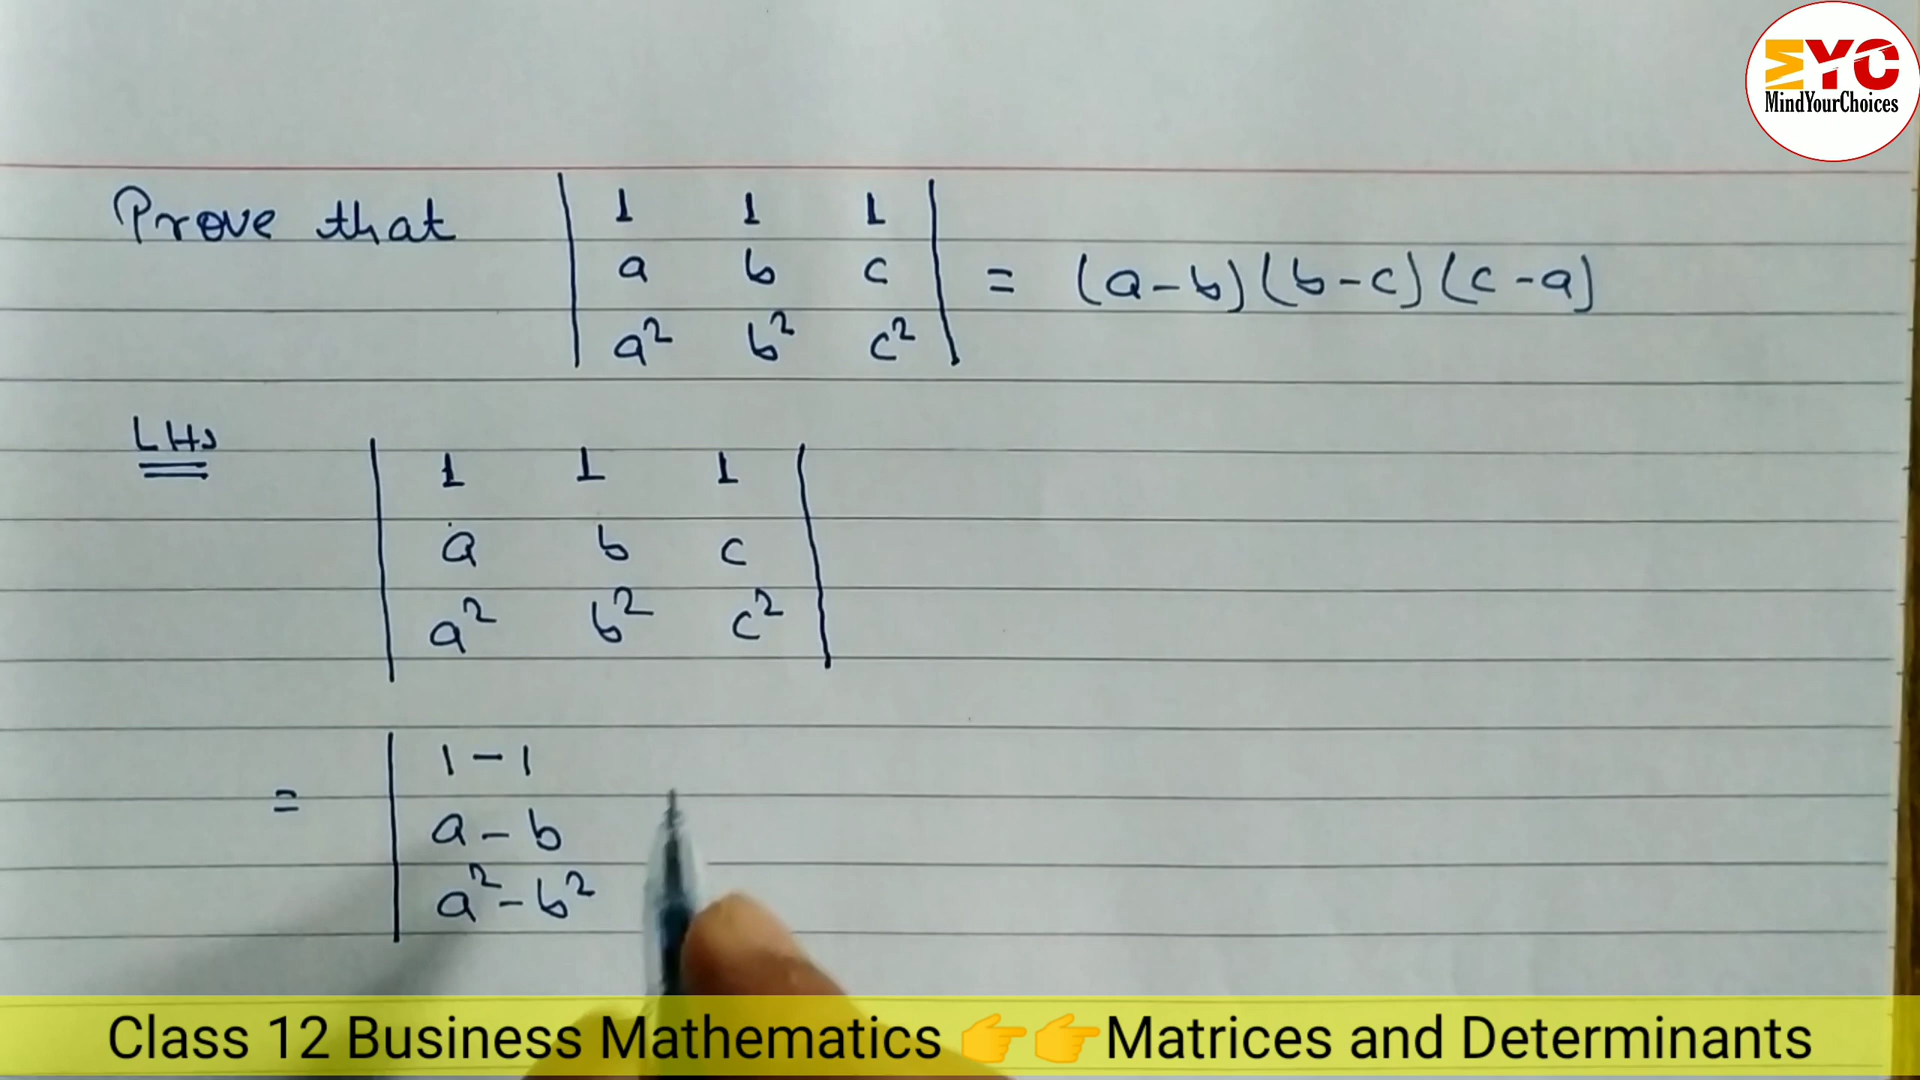 MYC
MindYourChoices
Prove that | 1 1 1 |
| a b c | = (a-b)(b-c)(c-a)
| a² b² c² |
LHS
| 1 1 1 |
| a b c |
| a² b² c² |
= | 1-1
| a-b
| a²-b²
Class 12 Business Mathematics 👉👉Matrices and Determinants